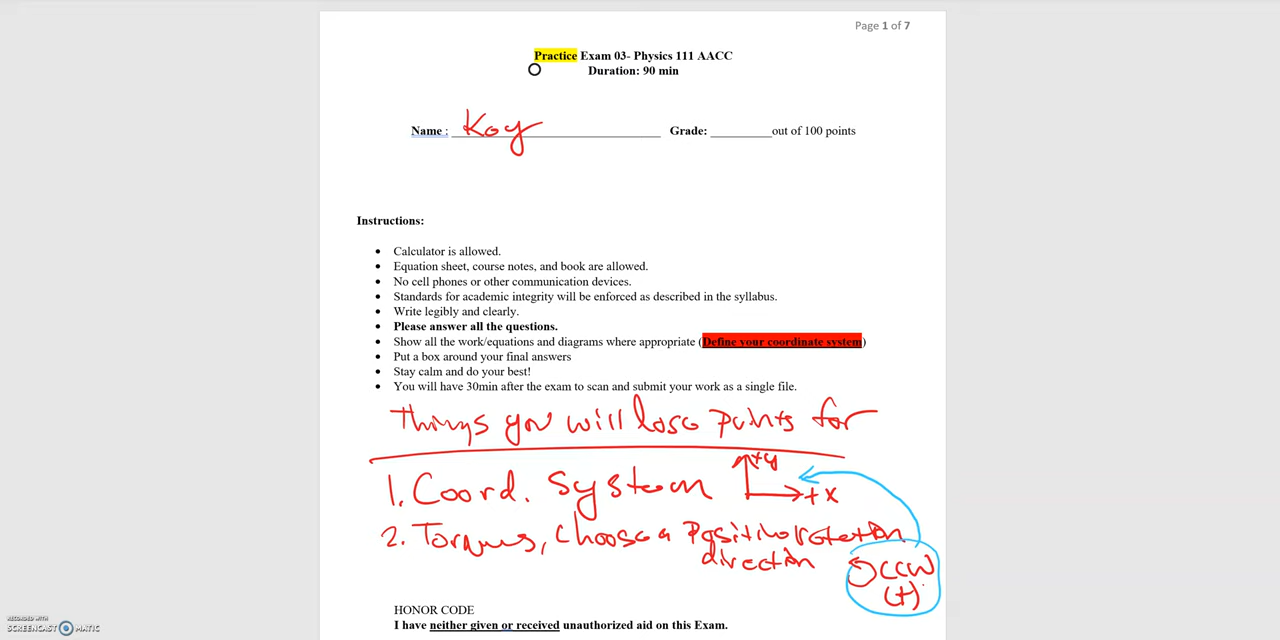 Page 1 of 7
Practice Exam 03- Physics 111 AACC
Duration: 90 min
Name : Key Grade: out of 100 points
Instructions:
• Calculator is allowed.
• Equation sheet, course notes, and book are allowed.
• No cell phones or other communication devices.
• Standards for academic integrity will be enforced as described in the syllabus.
• Write legibly and clearly.
• Please answer all the questions.
• Show all the work/equations and diagrams where appropriate (Define your coordinate system)
• Put a box around your final answers
• Stay calm and do your best!
• You will have 30min after the exam to scan and submit your work as a single file.
Things you will lose points for
1. Coord. System +y +x
2. Torques, choose a positive rotation
direction
CCW
(+)
HONOR CODE
I have neither given or received unauthorized aid on this Exam.
RECORDED WITH
SCREENCAST MATIC